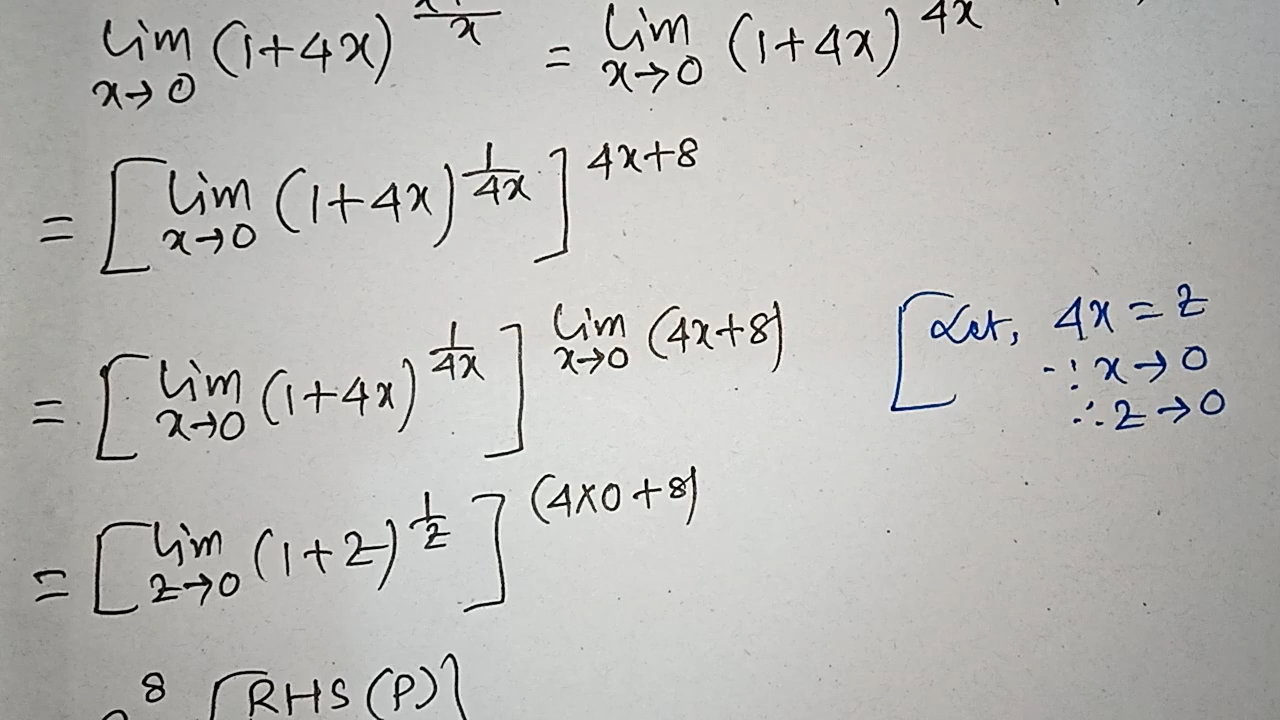 lim x→0 (1+4x) x = lim x→0 (1+4x) 4x
= [ lim x→0 (1+4x)^(1/4x) ]^(4x+8)
= [ lim x→0 (1+4x)^(1/4x) ]^(lim x→0 (4x+8))
[ Let, 4x = z
∵ x→0
∴ z→0
= [ lim z→0 (1+z)^(1/z) ]^((4×0+8))
8 [RHS (P)]